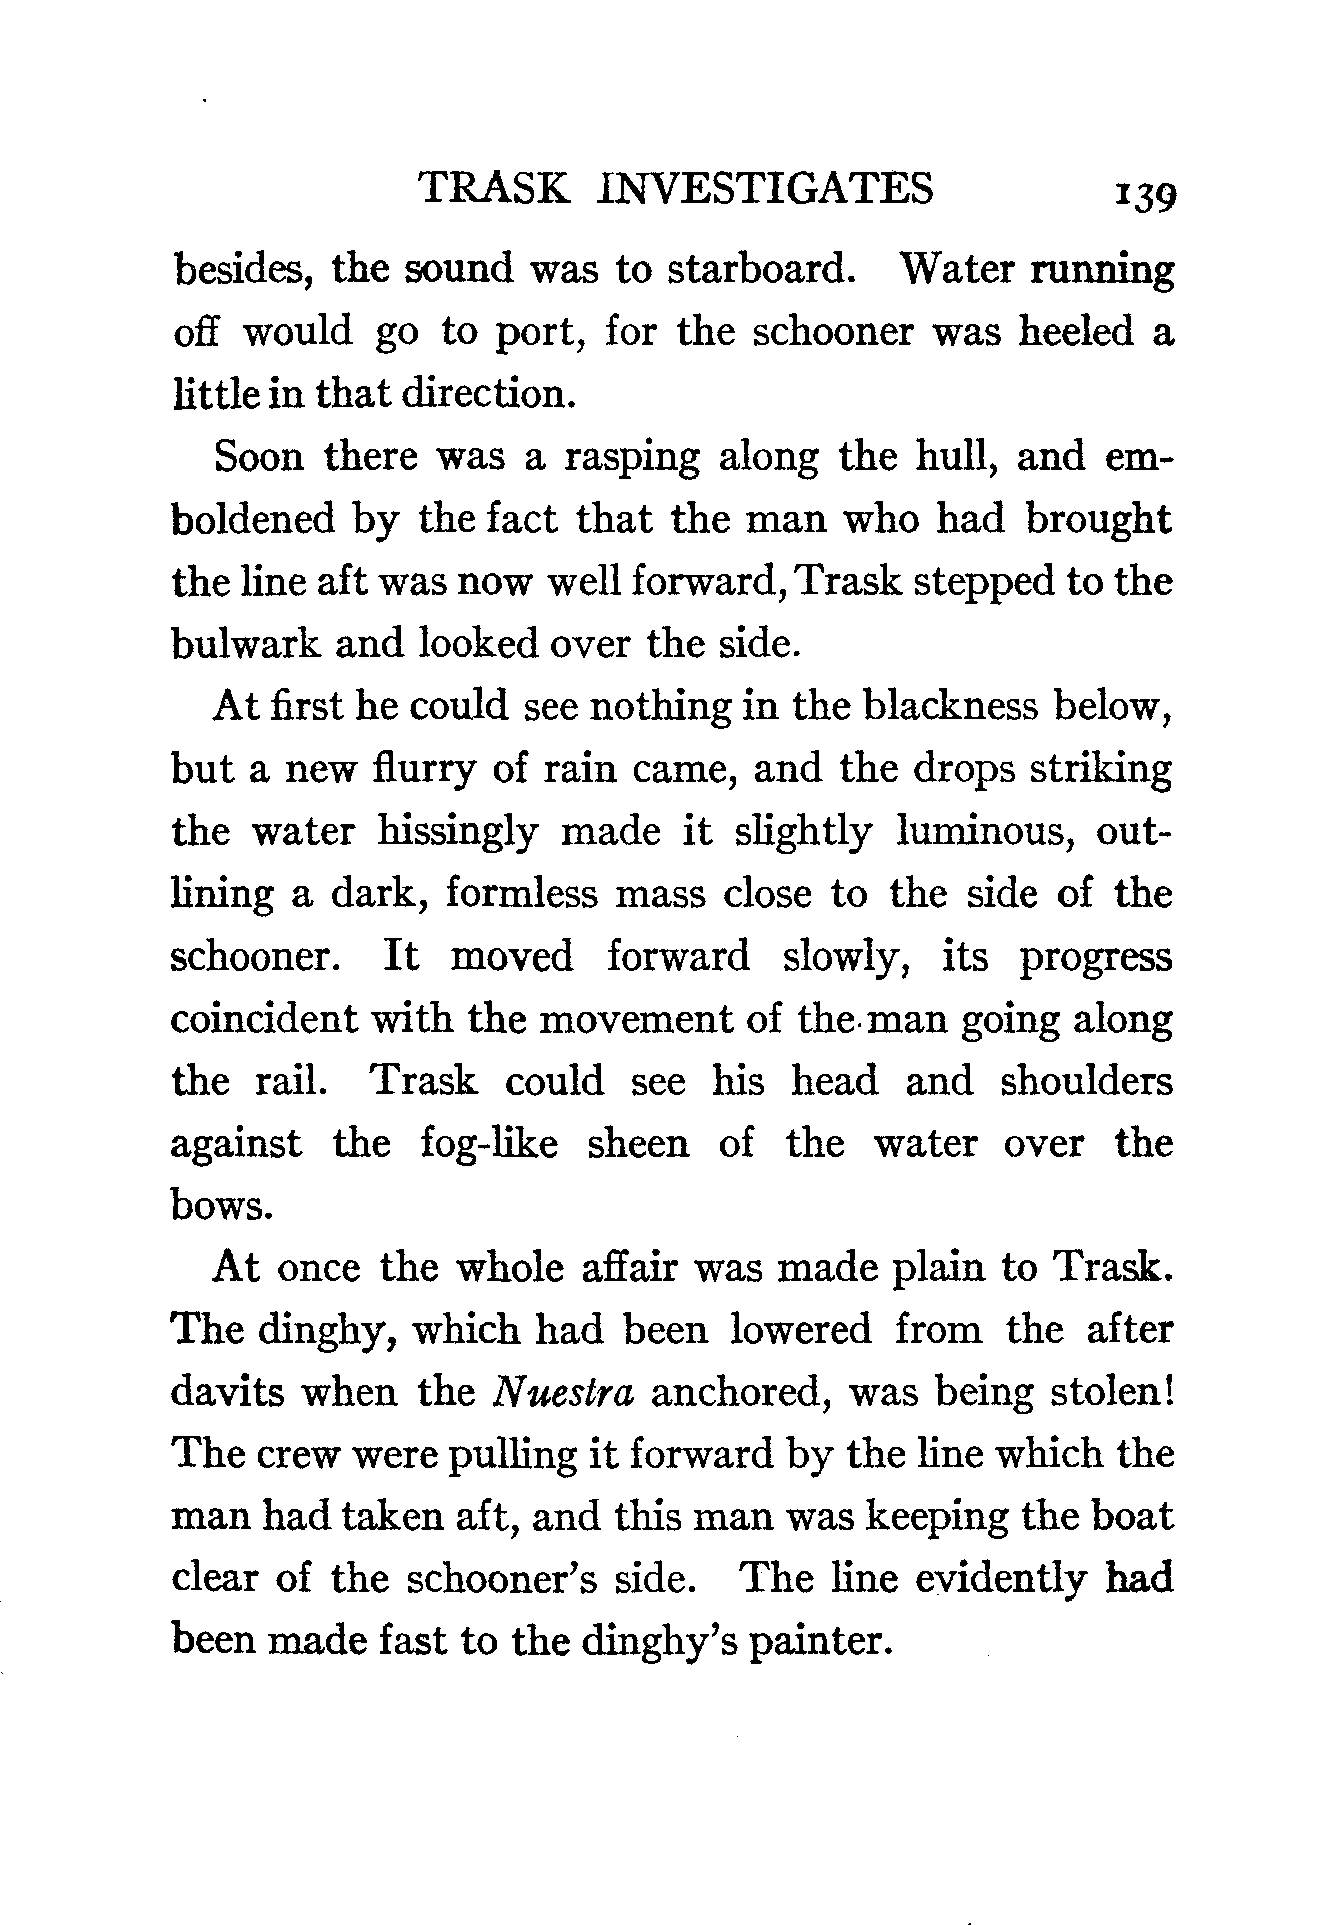 TRASK INVESTIGATES 139
besides, the sound was to starboard. Water running
off would go to port, for the schooner was heeled a
little in that direction.
Soon there was a rasping along the hull, and em-
boldened by the fact that the man who had brought
the line aft was now well forward, Trask stepped to the
bulwark and looked over the side.
At first he could see nothing in the blackness below,
but a new flurry of rain came, and the drops striking
the water hissingly made it slightly luminous, out-
lining a dark, formless mass close to the side of the
schooner. It moved forward slowly, its progress
coincident with the movement of the man going along
the rail. Trask could see his head and shoulders
against the fog-like sheen of the water over the
bows.
At once the whole affair was made plain to Trask.
The dinghy, which had been lowered from the after
davits when the Nuestra anchored, was being stolen!
The crew were pulling it forward by the line which the
man had taken aft, and this man was keeping the boat
clear of the schooner's side. The line evidently had
been made fast to the dinghy's painter.